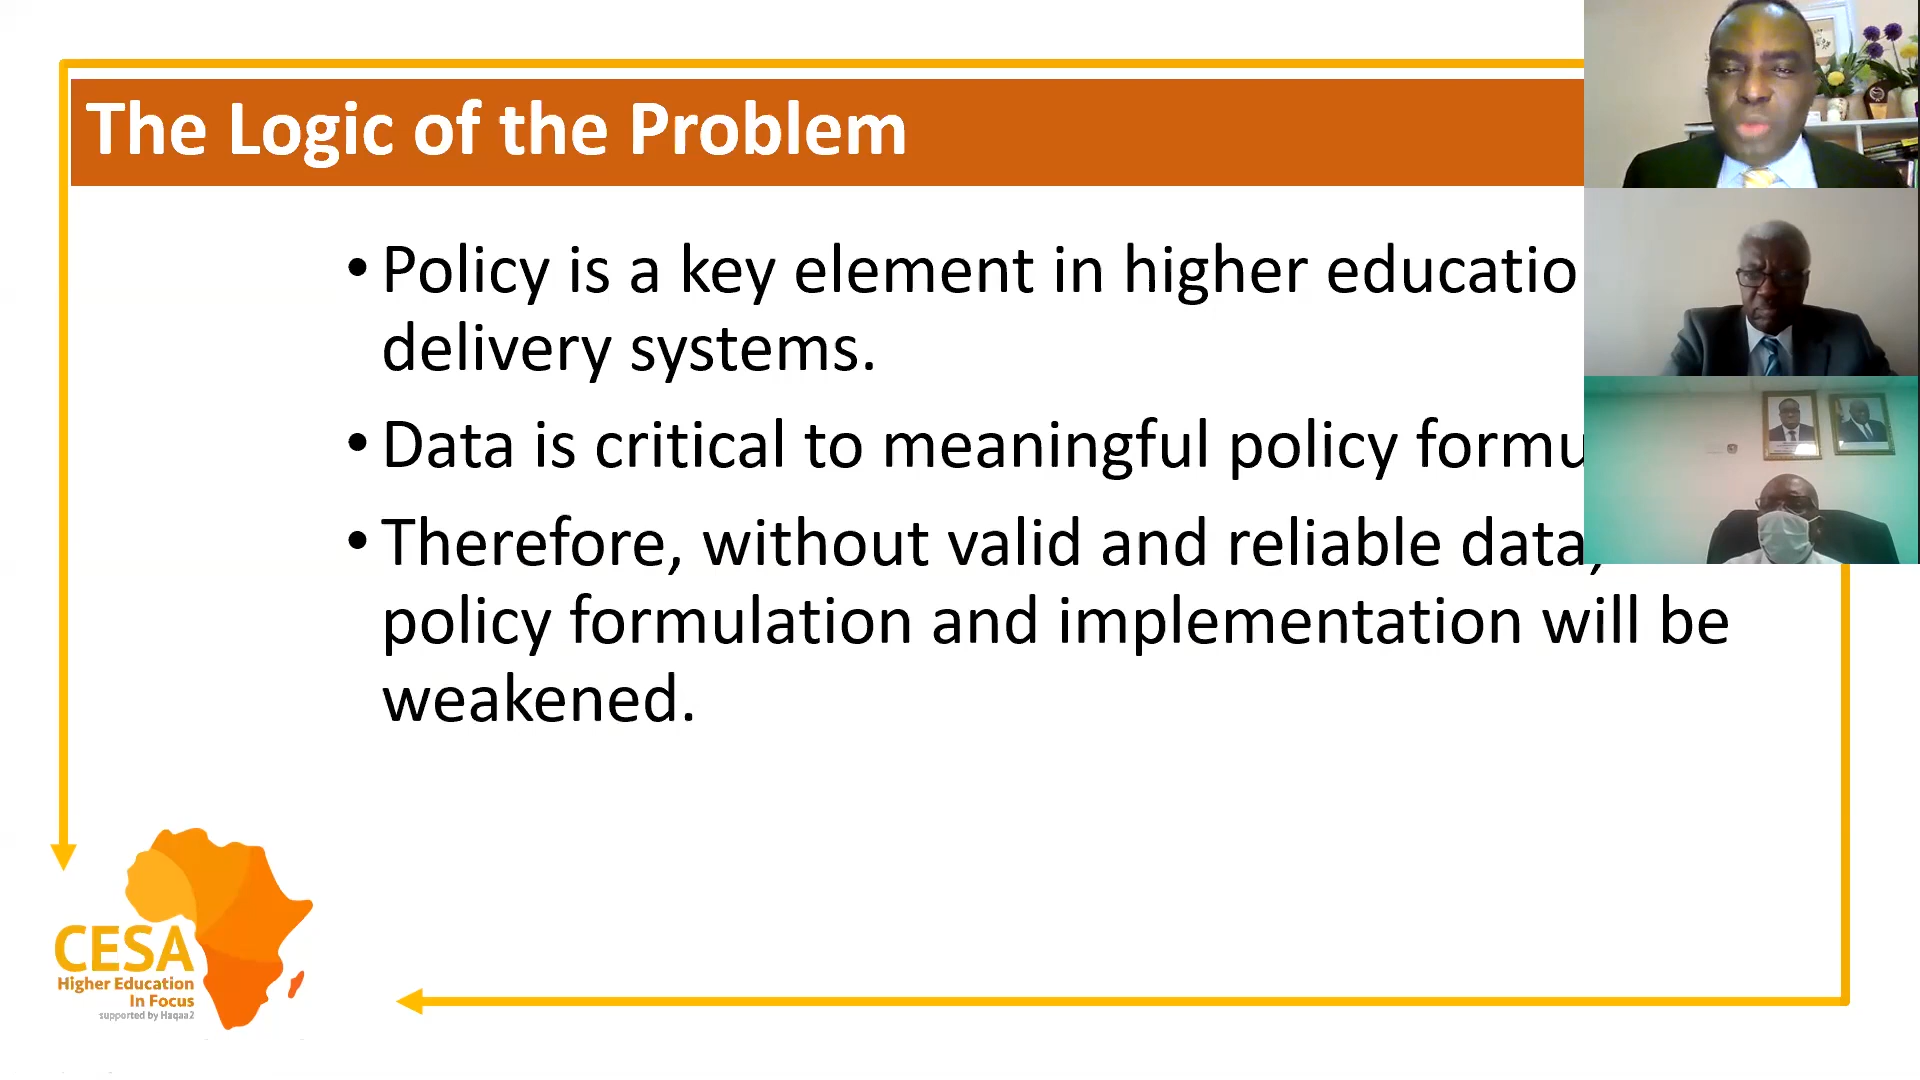 The Logic of the Problem
• Policy is a key element in higher educatio
delivery systems.
• Data is critical to meaningful policy formu
• Therefore, without valid and reliable data,
policy formulation and implementation will be
weakened.
CESA
Higher Education
In Focus
supported by Haqaa2